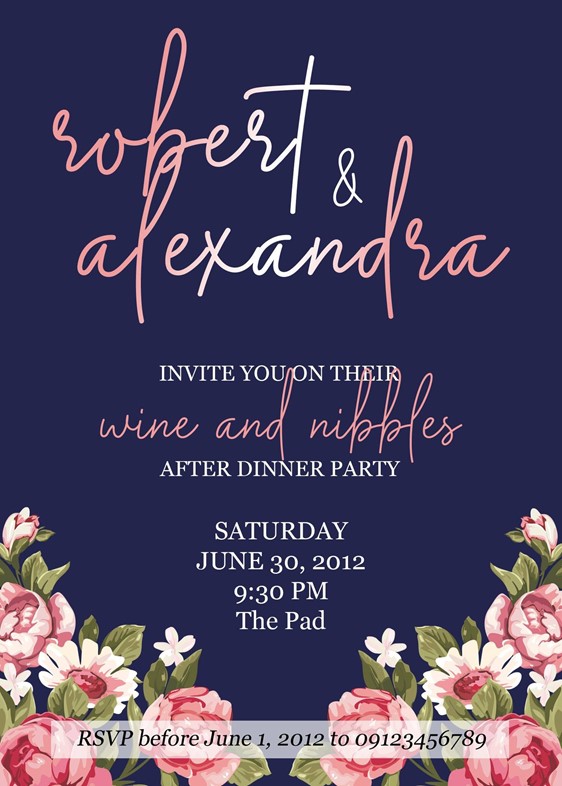 robert
&
alexandra
INVITE YOU ON THEIR
wine and nibbles
AFTER DINNER PARTY
SATURDAY
JUNE 30, 2012
9:30 PM
The Pad
RSVP before June 1, 2012 to 09123456789